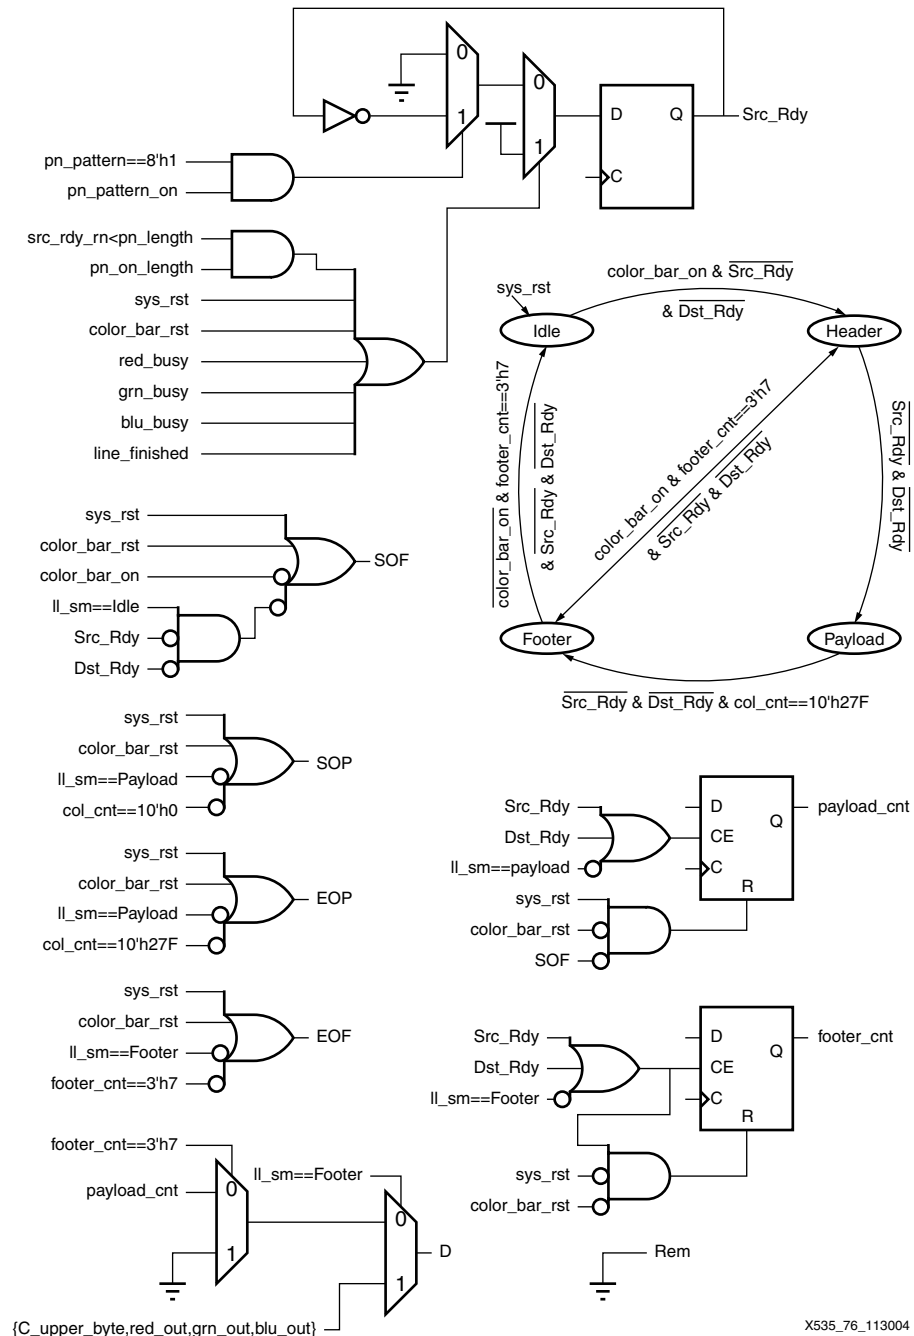 0
1
0
1
D Q
C
Src_Rdy
pn_pattern==8'h1
pn_pattern_on
src_rdy_rn<pn_length
pn_on_length
sys_rst
color_bar_rst
red_busy
grn_busy
blu_busy
line_finished
color_bar_on & Src_Rdy
& Dst_Rdy
sys_rst
Idle
Header
color_bar_on & footer_cnt==3'h7
& Src_Rdy & Dst_Rdy
color_bar_on & footer_cnt==3'h7
& Src_Rdy & Dst_Rdy
Src_Rdy & Dst_Rdy
Footer
Payload
Src_Rdy & Dst_Rdy & col_cnt==10'h27F
sys_rst
color_bar_rst
color_bar_on
ll_sm==Idle
Src_Rdy
Dst_Rdy
SOF
sys_rst
color_bar_rst
ll_sm==Payload
col_cnt==10'h0
SOP
sys_rst
color_bar_rst
ll_sm==Payload
col_cnt==10'h27F
EOP
sys_rst
color_bar_rst
ll_sm==Footer
footer_cnt==3'h7
EOF
Src_Rdy
Dst_Rdy
ll_sm==payload
sys_rst
color_bar_rst
SOF
D
Q
CE
C
R
payload_cnt
Src_Rdy
Dst_Rdy
ll_sm==Footer
sys_rst
color_bar_rst
D
Q
CE
C
R
footer_cnt
footer_cnt==3'h7
payload_cnt
0
1
ll_sm==Footer
0
1
D
{C_upper_byte,red_out,grn_out,blu_out}
Rem
X535_76_113004